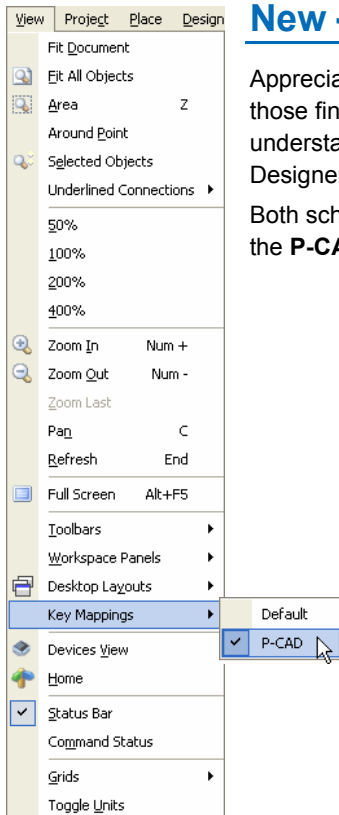 View Project Place Design
Fit Document
Fit All Objects
Area Z
Around Point
Selected Objects
Underlined Connections
50%
100%
200%
400%
Zoom In Num +
Zoom Out Num -
Zoom Last
Pan C
Refresh End
Full Screen Alt+F5
Toolbars
Workspace Panels
Desktop Layouts
Key Mappings
Default
P-CAD
Devices View
Home
Status Bar
Command Status
Grids
Toggle Units
New -
Apprecia
those fin
understa
Designer
Both sch
the P-CA